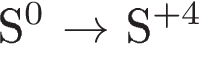 S⁰ → S⁺⁴